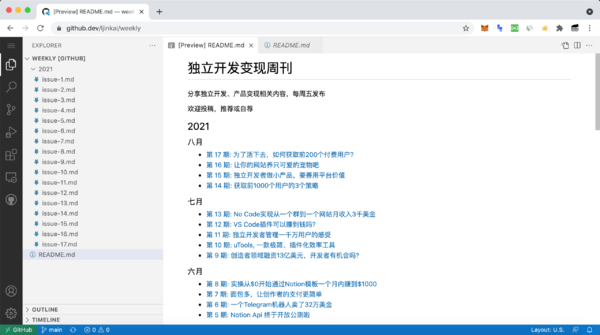 [Preview] README.md — week
github.dev/ljinkai/weekly
EXPLORER
WEEKLY [GITHUB]
2021
issue-1.md
issue-2.md
issue-3.md
issue-4.md
issue-5.md
issue-6.md
issue-7.md
issue-8.md
issue-9.md
issue-10.md
issue-11.md
issue-12.md
issue-13.md
issue-14.md
issue-15.md
issue-16.md
issue-17.md
README.md
OUTLINE
TIMELINE
[Preview] README.md
README.md
独立开发变现周刊
分享独立开发、产品变现相关内容，每周五发布
欢迎投稿，推荐或自荐
2021
八月
第 17 期: 为了活下去，如何获取前200个付费用户?
第 16 期: 让你的网站养只可爱的宠物吧
第 15 期: 独立开发者做小产品，要善用平台价值
第 14 期: 获取前1000个用户的3个策略
七月
第 13 期: No Code实现从一个群到一个网站月收入3千美金
第 12 期: VS Code插件可以赚到钱吗?
第 11 期: 独立开发者管理一千万用户的感受
第 10 期: uTools, 一款极简、插件化效率工具
第 9 期: 创造者领域融资13亿美元，开发者有机会吗?
六月
第 8 期: 实操从$0开始通过Notion模板一个月内赚到$1000
第 7 期: 面包多，让创作者的支付更简单
第 6 期: 一个Telegram机器人卖了32万美金
第 5 期: Notion Api 终于开放公测啦
GitHub
main
0
0
Layout: U.S.